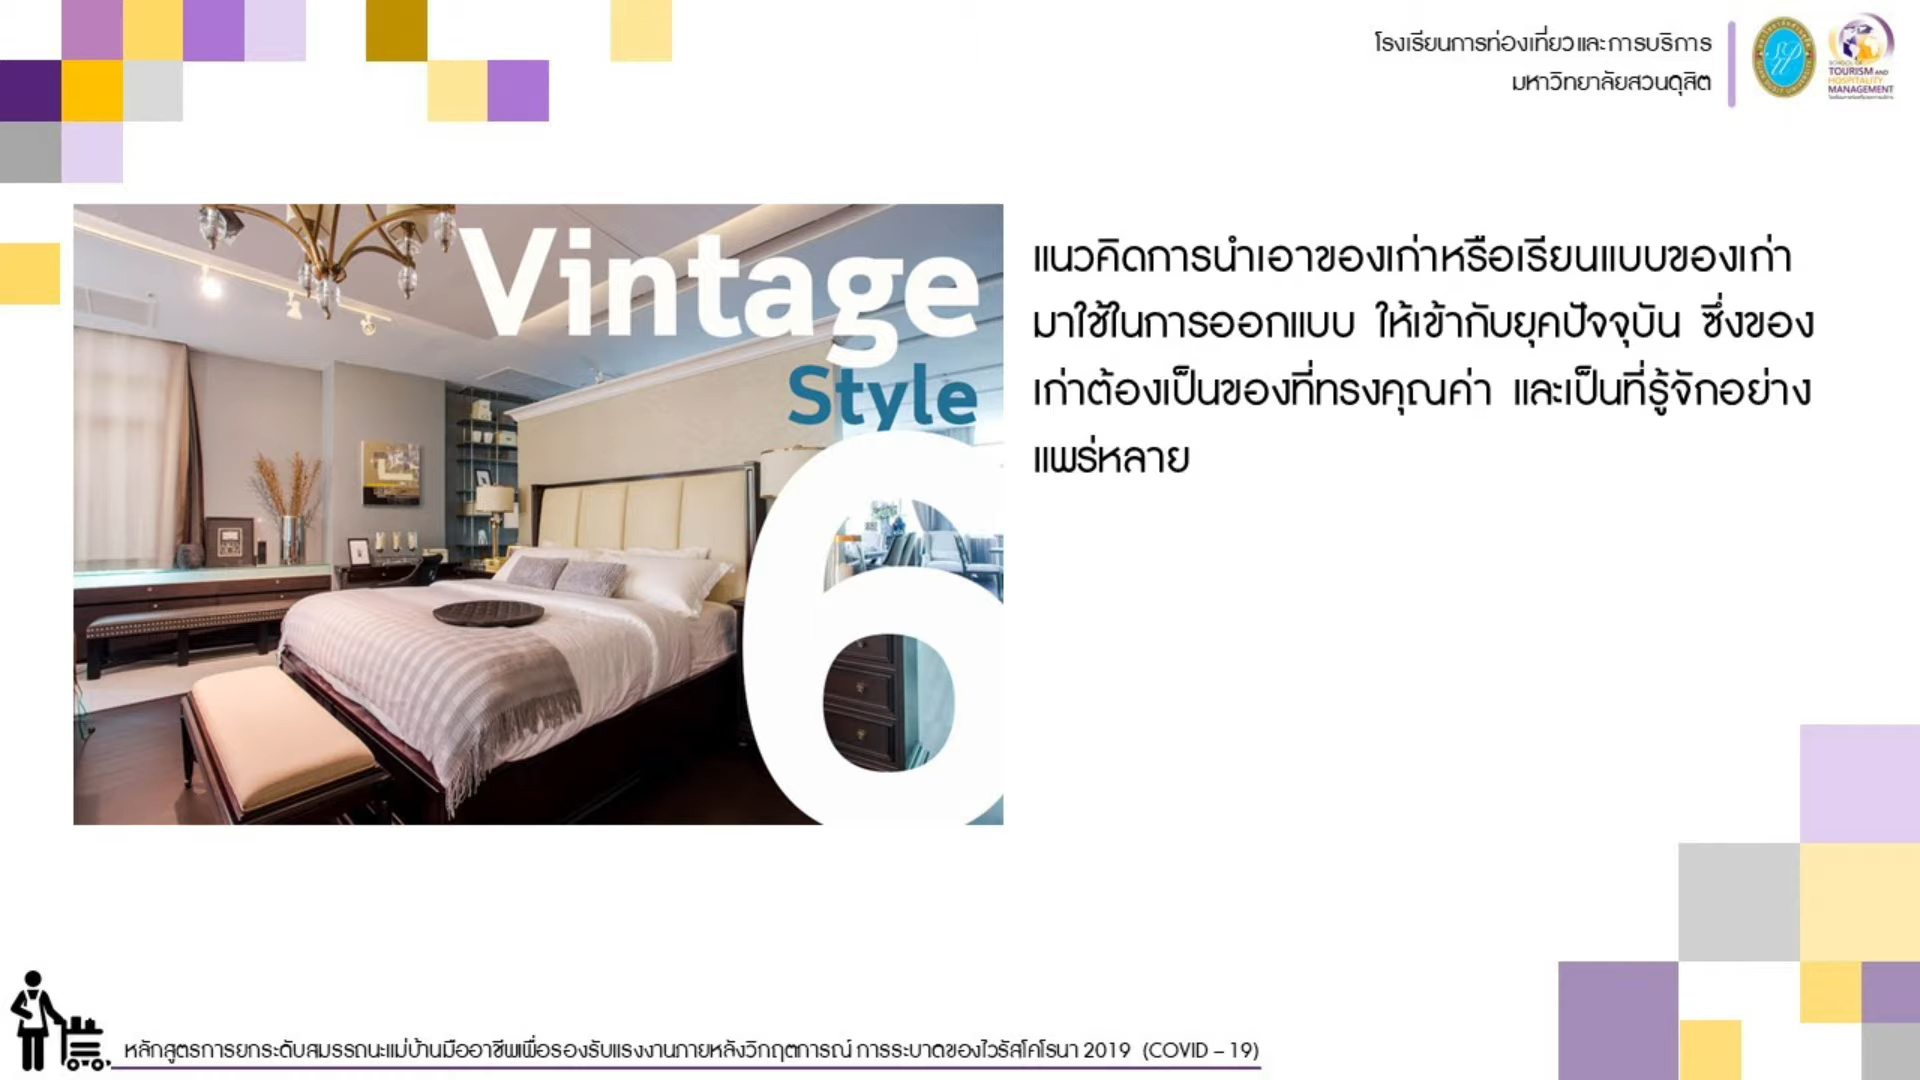 โรงเรียนการท่องเที่ยวและการบริการ
มหาวิทยาลัยสวนดุสิต
TOURISM AND
HOSPITALITY
MANAGEMENT
Vintage
Style
6
แนวคิดการนำเอาของเก่าหรือเรียนแบบของเก่า
มาใช้ในการออกแบบ ให้เข้ากับยุคปัจจุบัน ซึ่งของ
เก่าต้องเป็นของที่ทรงคุณค่า และเป็นที่รู้จักอย่าง
แพร่หลาย
หลักสูตรการยกระดับสมรรถนะแม่บ้านมืออาชีพเพื่อรองรับแรงงานภายหลังวิกฤตการณ์ การระบาดของไวรัสโคโรนา 2019 (COVID – 19)